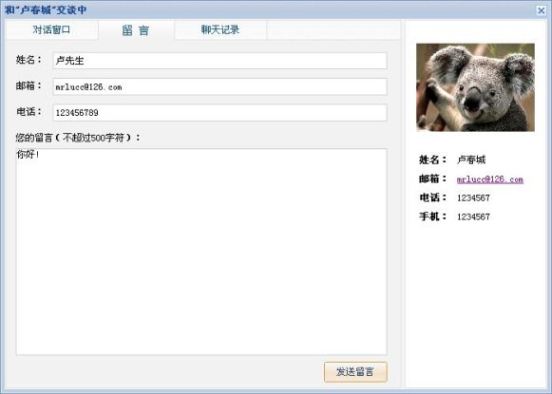 和"卢春城"交谈中
对话窗口
留 言
聊天记录
姓名： 卢先生
邮箱： mrlucc@126.com
电话： 123456789
您的留言(不超过500字符)：
你好!
发送留言
姓名： 卢春城
邮箱： mrlucc@126.com
电话： 1234567
手机： 1234567